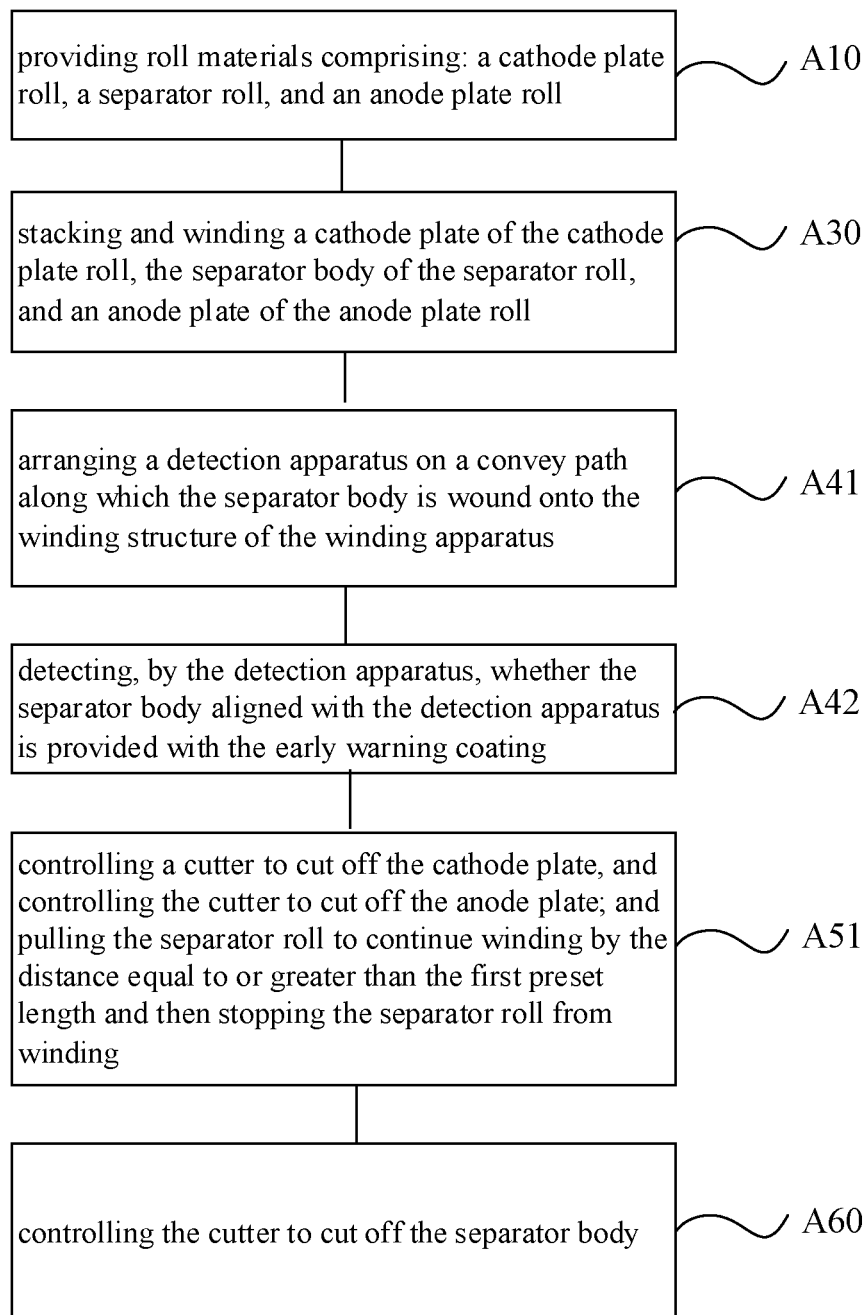 providing roll materials comprising: a cathode plate
roll, a separator roll, and an anode plate roll
A10
stacking and winding a cathode plate of the cathode
plate roll, the separator body of the separator roll,
and an anode plate of the anode plate roll
A30
arranging a detection apparatus on a convey path
along which the separator body is wound onto the
winding structure of the winding apparatus
A41
detecting, by the detection apparatus, whether the
separator body aligned with the detection apparatus
is provided with the early warning coating
A42
controlling a cutter to cut off the cathode plate, and
controlling the cutter to cut off the anode plate; and
pulling the separator roll to continue winding by the
distance equal to or greater than the first preset
length and then stopping the separator roll from
winding
A51
controlling the cutter to cut off the separator body
A60